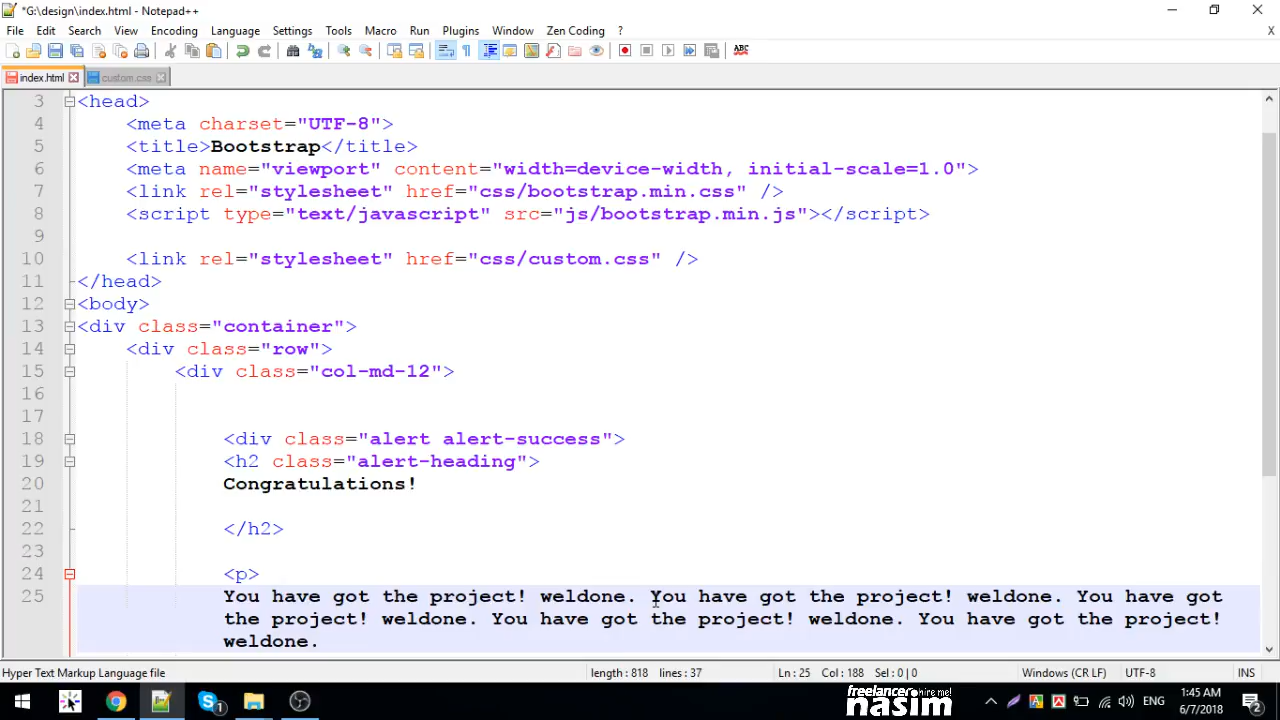 *G:\design\index.html - Notepad++
File Edit Search View Encoding Language Settings Tools Macro Run Plugins Window Zen Coding ? X
ABC
index.html custom.css
3 <head>
4 <meta charset="UTF-8">
5 <title>Bootstrap</title>
6 <meta name="viewport" content="width=device-width, initial-scale=1.0">
7 <link rel="stylesheet" href="css/bootstrap.min.css" />
8 <script type="text/javascript" src="js/bootstrap.min.js"></script>
9
10 <link rel="stylesheet" href="css/custom.css" />
11 </head>
12 <body>
13 <div class="container">
14 <div class="row">
15 <div class="col-md-12">
16
17
18 <div class="alert alert-success">
19 <h2 class="alert-heading">
20 Congratulations!
21
22 </h2>
23
24 <p>
25 You have got the project! weldone. You have got the project! weldone. You have got
the project! weldone. You have got the project! weldone. You have got the project!
weldone.
Hyper Text Markup Language file length : 818 lines : 37 Ln : 25 Col : 188 Sel : 0 | 0 Windows (CR LF) UTF-8 INS
freelancer nasim hire me!
ENG
1:45 AM
6/7/2018